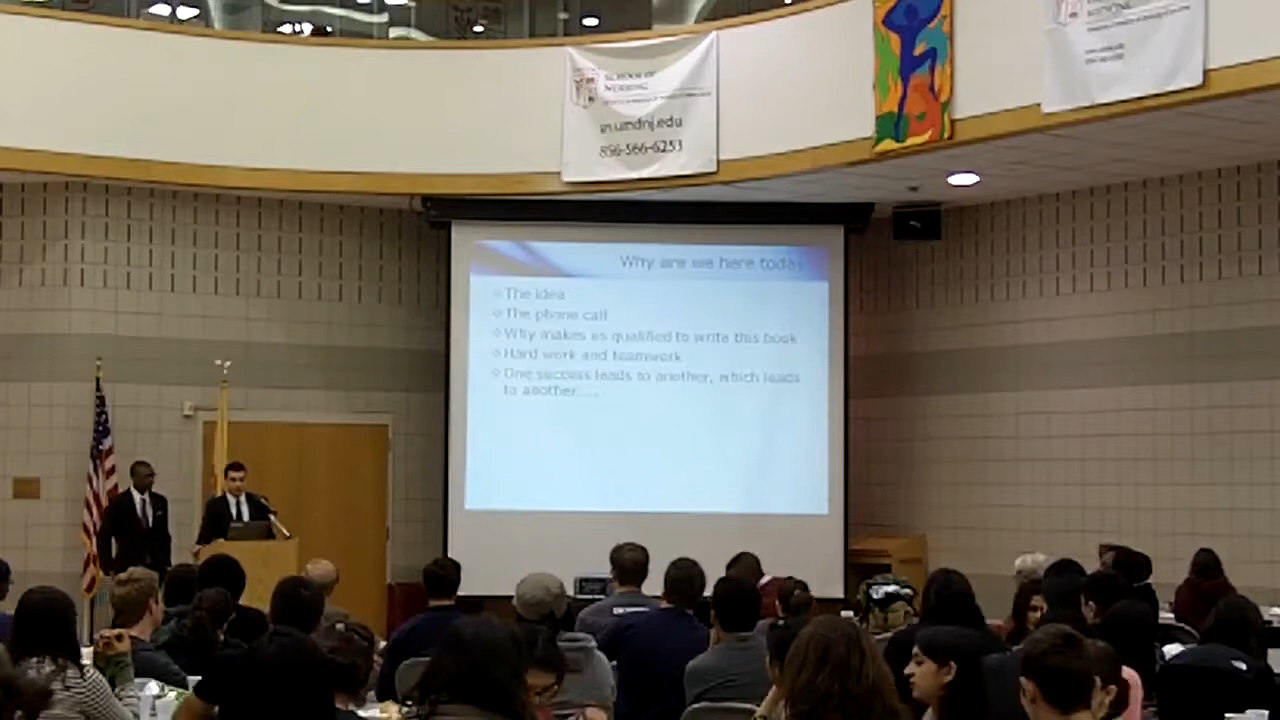 SCHOOL OF
NURSING
sn.umdnj.edu
856-566-6253
Why are we here today
The idea
The phone call
Why makes us qualified to write this book
Hard work and teamwork
One success leads to another, which leads
to another.....